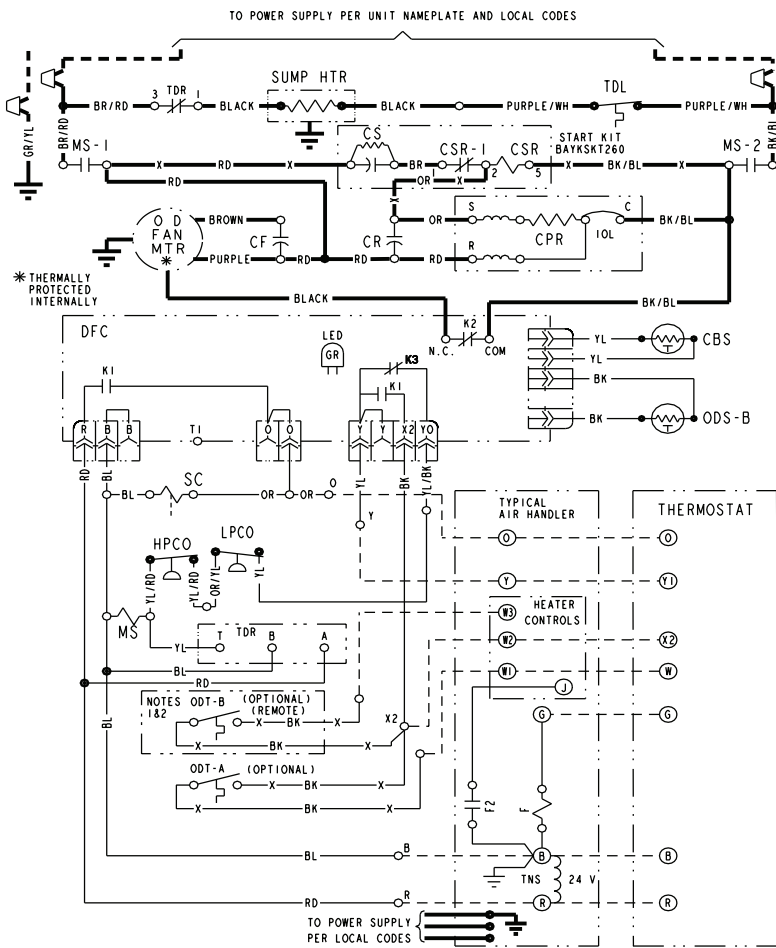 TO POWER SUPPLY PER UNIT NAMEPLATE AND LOCAL CODES
SUMP HTR
TDL
3 TDR 1
BR/RD
BLACK
BLACK
PURPLE/WH
PURPLE/WH
GR/YL
BR/RD
BK/BL
MS-1
CS
CSR-1
CSR
START KIT
BAYKSKT260
MS-2
X
RD
X
BR
1
2
5
X
BK/BL
X
RD
OR
X
X
O D
FAN
MTR
*
BROWN
CF
PURPLE
RD
RD
CR
RD
OR
S
R
CPR
IOL
C
BK/BL
* THERMALLY
PROTECTED
INTERNALLY
BLACK
BK/BL
DFC
LED
GR
K2
N.C.
COM
K3
K1
K1
YL
CBS
YL
BK
BK
ODS-B
R
B
B
T1
O
O
Y
Y
X2
YO
RD
BL
YL
BK
YL/BK
BL
SC
OR
OR
O
Y
TYPICAL
AIR HANDLER
THERMOSTAT
O
O
Y
Y1
HPCO
LPCO
YL/RD
YL/RD
OR/YL
YL
W3
HEATER
CONTROLS
MS
W2
X2
YL
TDR
T
B
A
W1
W
BL
RD
J
BL
NOTES
1&2
ODT-B
(OPTIONAL)
(REMOTE)
X
BK
X
X2
G
G
X
BK
X
ODT-A
(OPTIONAL)
X
BK
X
X
BK
X
F2
F
BL
B
B
B
TNS
24 V
RD
R
R
R
TO POWER SUPPLY
PER LOCAL CODES